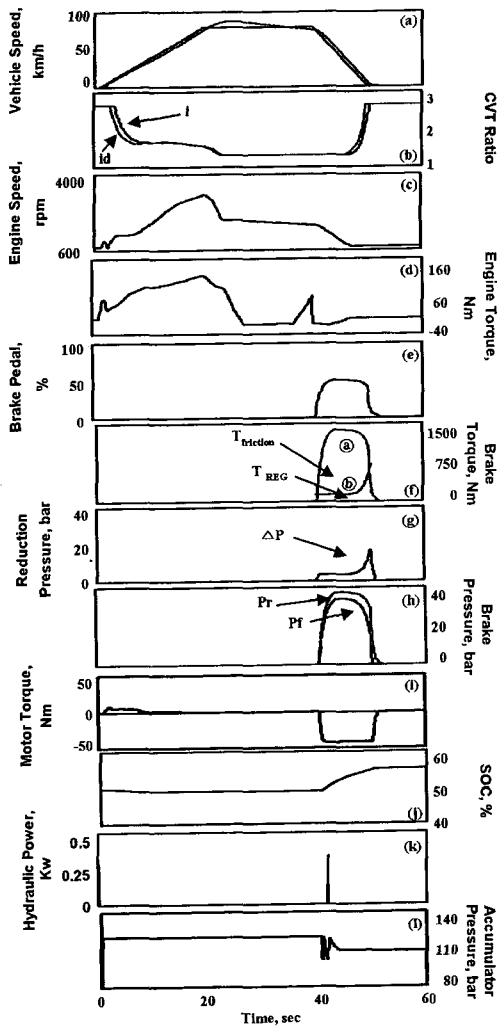 Vehicle Speed, km/h
100
50
0
(a)
CVT Ratio
3
2
1
i
id
(b)
Engine Speed, rpm
4000
600
(c)
Engine Torque, Nm
160
60
-40
(d)
Brake Pedal, %
100
50
0
(e)
Brake Torque, Nm
1500
750
0
T friction
ⓐ
T REG
ⓑ
(f)
Reduction Pressure, bar
40
20
0
ΔP
(g)
Brake Pressure, bar
40
20
0
Pr
Pf
(h)
Motor Torque, Nm
50
0
-50
(i)
SOC, %
60
50
40
(j)
Hydraulic Power, Kw
0.5
0.25
0
(k)
Accumulator Pressure, bar
140
110
80
(l)
0
20
40
60
Time, sec